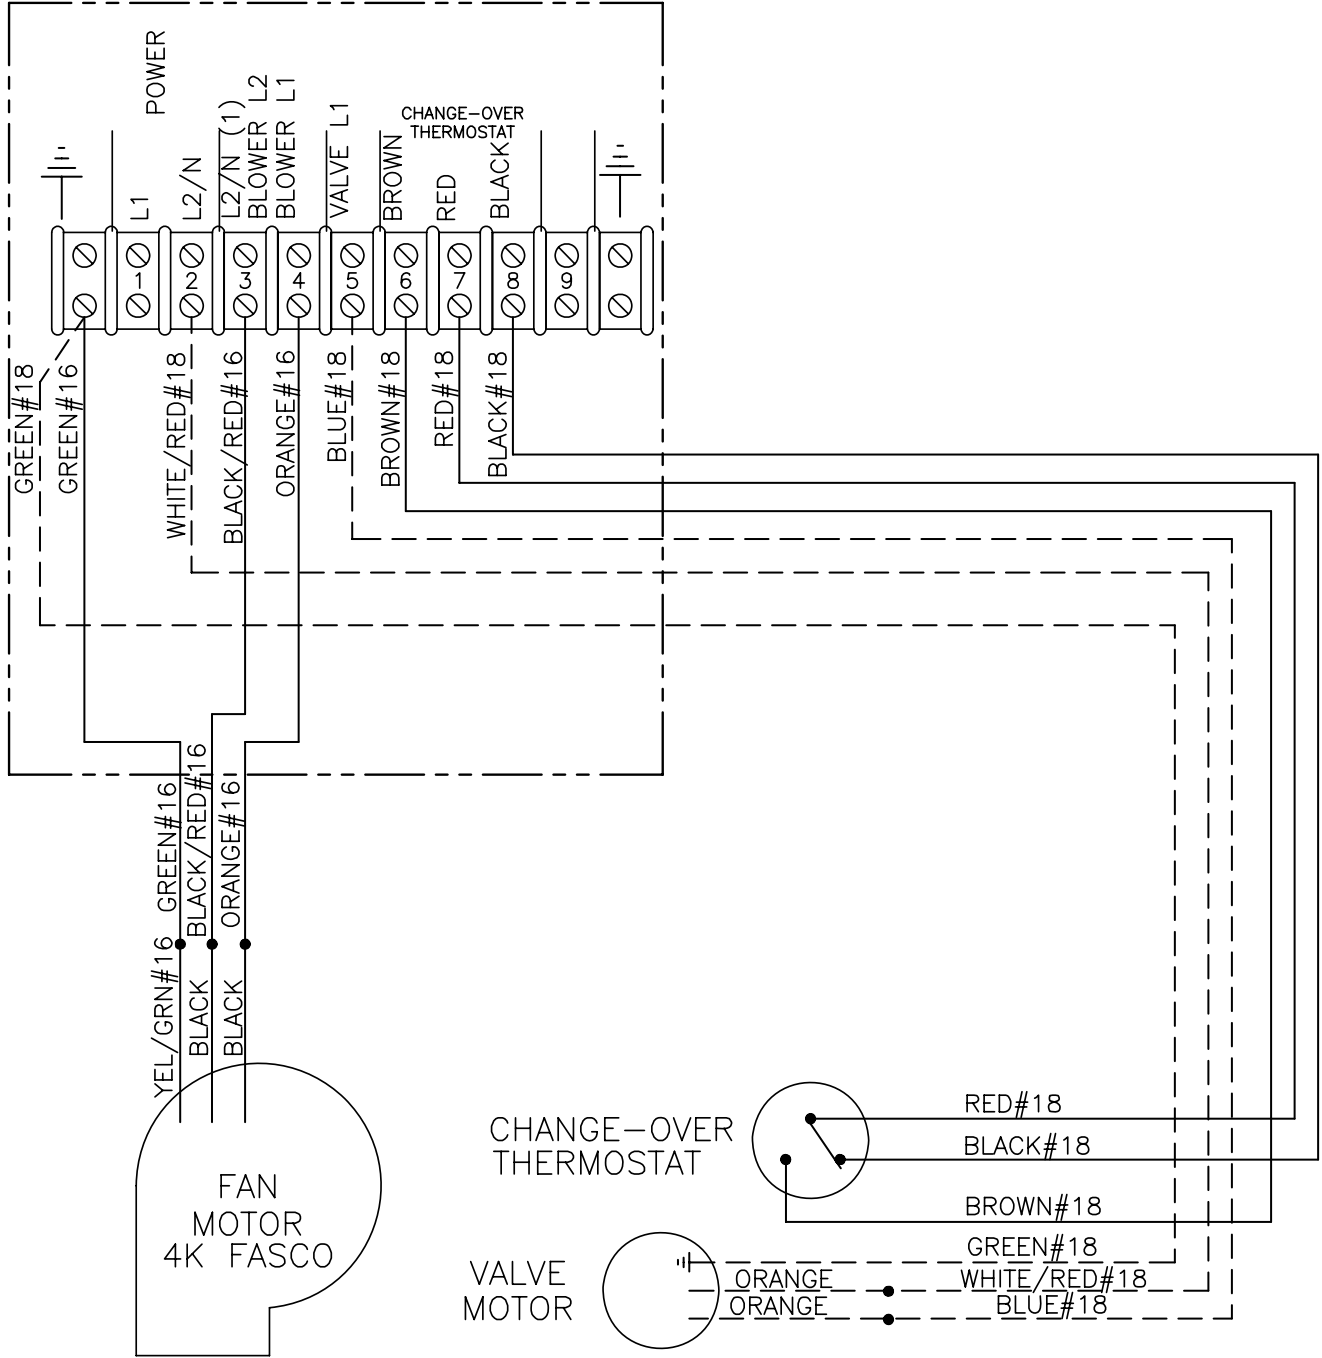 POWER
L1
L2/N
L2/N (1)
BLOWER L2
BLOWER L1
VALVE L1
CHANGE-OVER
THERMOSTAT
BROWN
RED
BLACK
1
2
3
4
5
6
7
8
9
GREEN#18
GREEN#16
WHITE/RED#18
BLACK/RED#16
ORANGE#16
BLUE#18
BROWN#18
RED#18
BLACK#18
GREEN#16
BLACK/RED#16
ORANGE#16
YEL/GRN#16
BLACK
BLACK
FAN
MOTOR
4K FASCO
CHANGE-OVER
THERMOSTAT
RED#18
BLACK#18
BROWN#18
VALVE
MOTOR
GREEN#18
ORANGE
WHITE/RED#18
ORANGE
BLUE#18